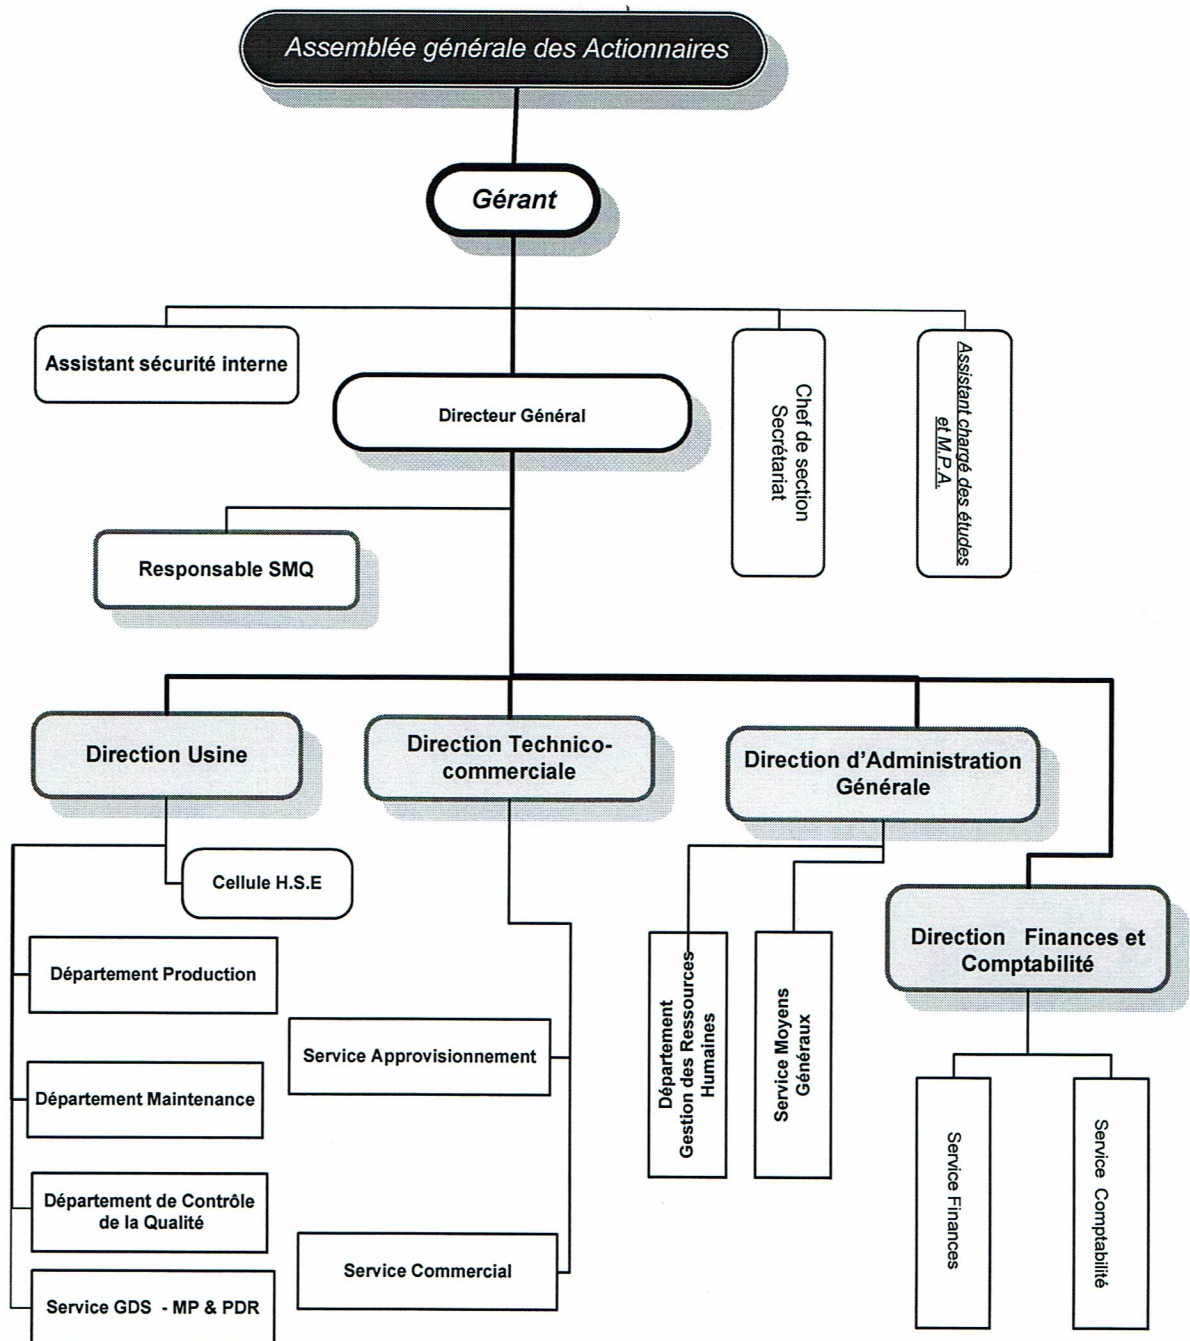 Assemblée générale des Actionnaires
Gérant
Assistant sécurité interne
Directeur Général
Chef de section
Secrétariat
Assistant chargé des études
et M.P.A.
Responsable SMQ
Direction Usine
Direction Technico-
commerciale
Direction d'Administration
Générale
Direction Finances et
Comptabilité
Cellule H.S.E
Département Production
Département Maintenance
Département de Contrôle
de la Qualité
Service GDS - MP & PDR
Service Approvisionnement
Service Commercial
Département
Gestion des Ressources
Humaines
Service Moyens
Généraux
Service Finances
Service Comptabilité